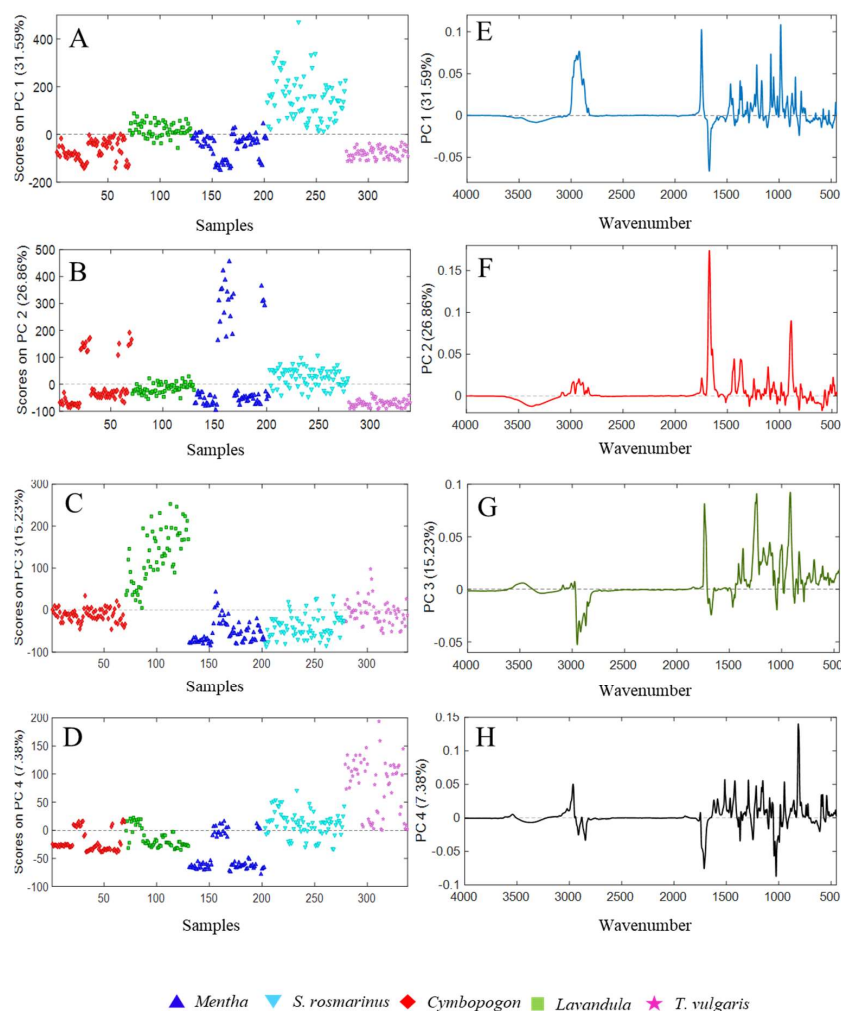 A
Scores on PC 1 (31.59%)
400
200
0
-200
50 100 150 200 250 300
Samples
E
PC 1 (31.59%)
0.1
0.05
0
-0.05
4000 3500 3000 2500 2000 1500 1000 500
Wavenumber
B
Scores on PC 2 (26.86%)
500
400
300
200
100
0
-100
50 100 150 200 250 300
Samples
F
PC 2 (26.86%)
0.15
0.1
0.05
0
4000 3500 3000 2500 2000 1500 1000 500
Wavenumber
C
Scores on PC 3 (15.23%)
300
200
100
0
-100
50 100 150 200 250 300
Samples
G
PC 3 (15.23%)
0.1
0.05
0
-0.05
4000 3500 3000 2500 2000 1500 1000 500
Wavenumber
D
Scores on PC 4 (7.38%)
200
150
100
50
0
-50
-100
50 100 150 200 250 300
Samples
H
PC 4 (7.38%)
0.15
0.1
0.05
0
-0.05
-0.1
4000 3500 3000 2500 2000 1500 1000 500
Wavenumber
Mentha S. rosmarinus Cymbopogon Lavandula T. vulgaris